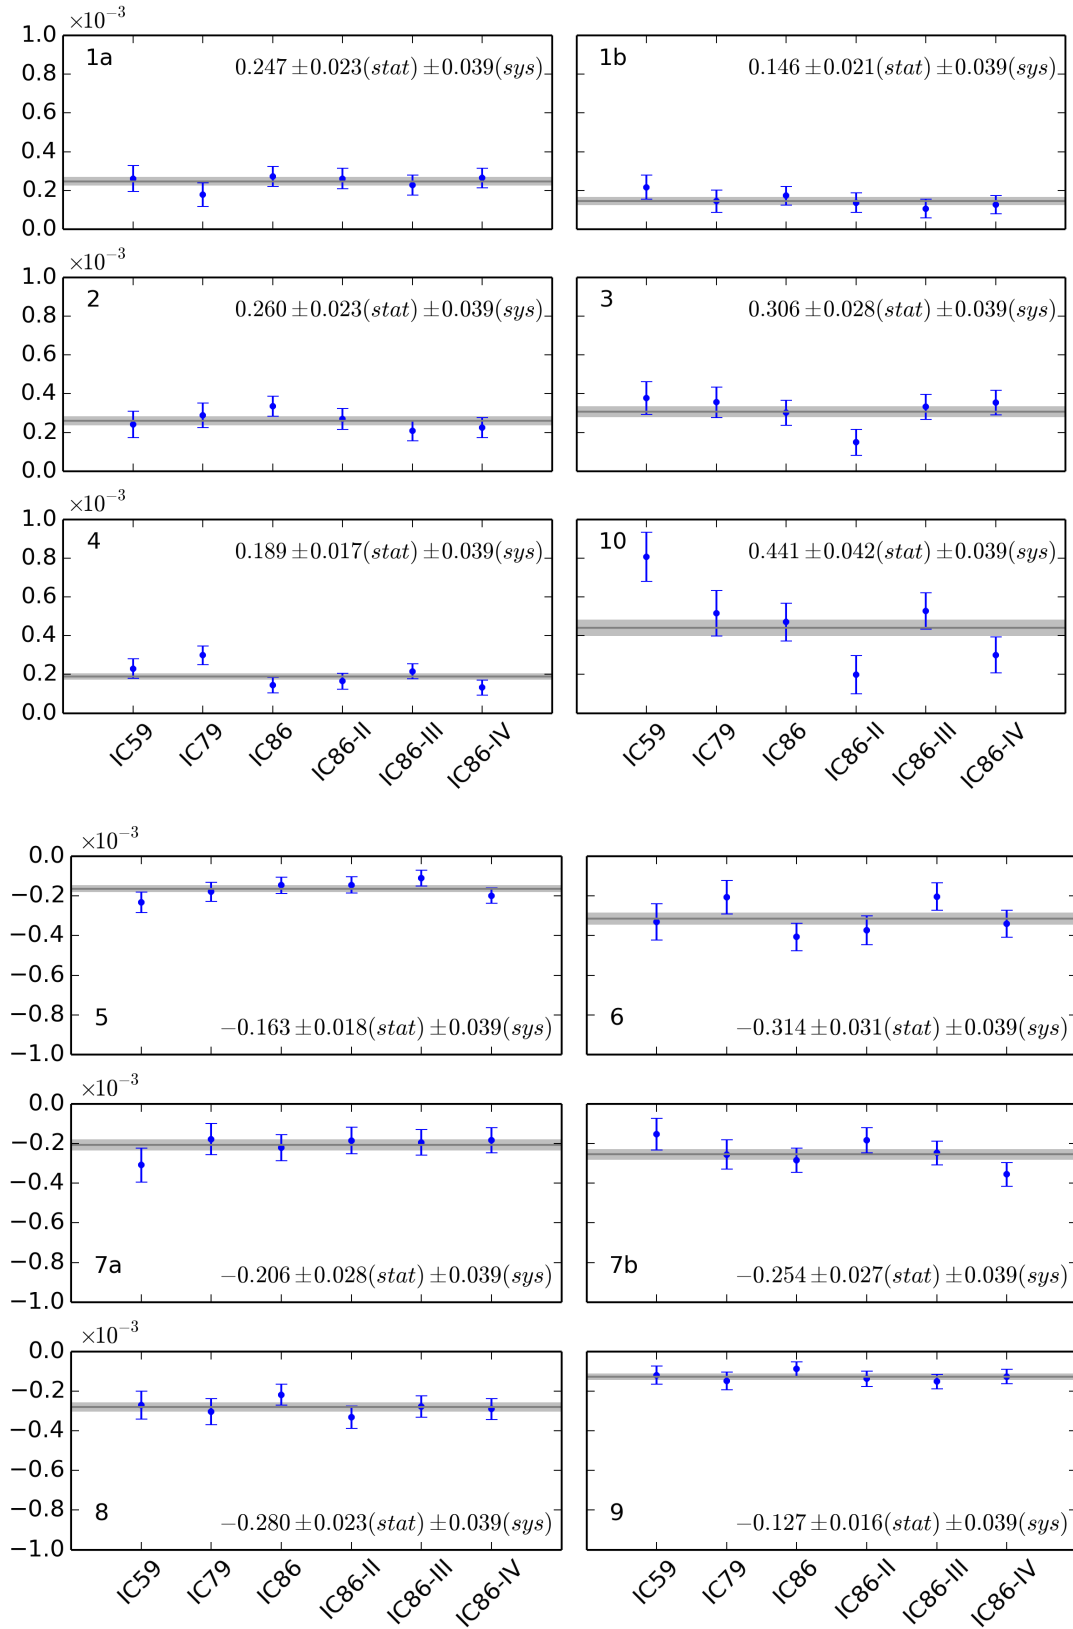 ×10⁻³
1.0
0.8
0.6
0.4
0.2
0.0
1a
0.247 ±0.023(stat) ±0.039(sys)
1b
0.146 ±0.021(stat) ±0.039(sys)
×10⁻³
1.0
0.8
0.6
0.4
0.2
0.0
2
0.260 ±0.023(stat) ±0.039(sys)
3
0.306 ±0.028(stat) ±0.039(sys)
×10⁻³
1.0
0.8
0.6
0.4
0.2
0.0
4
0.189 ±0.017(stat) ±0.039(sys)
10
0.441 ±0.042(stat) ±0.039(sys)
IC59 IC79 IC86 IC86-II IC86-III IC86-IV
IC59 IC79 IC86 IC86-II IC86-III IC86-IV
×10⁻³
0.0
−0.2
−0.4
−0.6
−0.8
−1.0
5
−0.163 ±0.018(stat) ±0.039(sys)
6
−0.314 ±0.031(stat) ±0.039(sys)
×10⁻³
0.0
−0.2
−0.4
−0.6
−0.8
−1.0
7a
−0.206 ±0.028(stat) ±0.039(sys)
7b
−0.254 ±0.027(stat) ±0.039(sys)
×10⁻³
0.0
−0.2
−0.4
−0.6
−0.8
−1.0
8
−0.280 ±0.023(stat) ±0.039(sys)
9
−0.127 ±0.016(stat) ±0.039(sys)
IC59 IC79 IC86 IC86-II IC86-III IC86-IV
IC59 IC79 IC86 IC86-II IC86-III IC86-IV